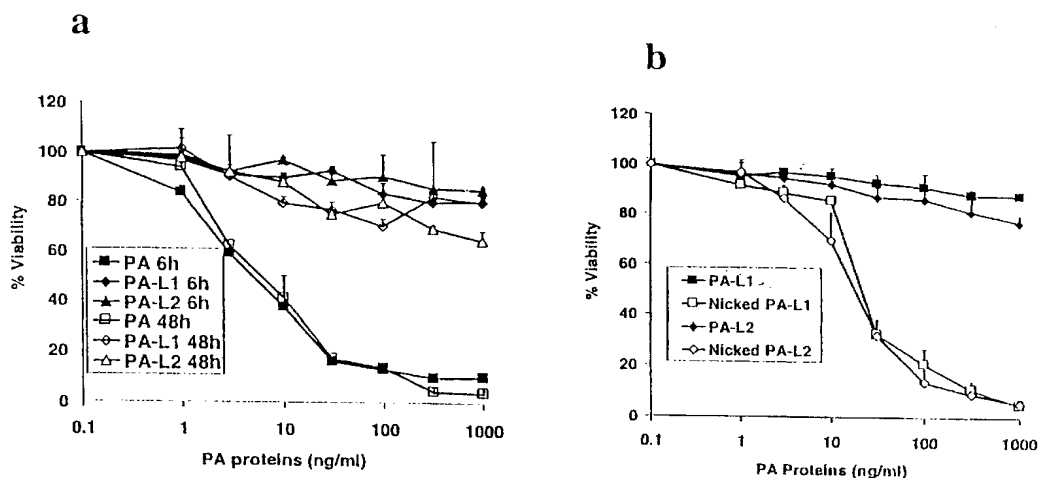 a
120
100
80
60
40
20
0
% Viability
PA 6h
PA-L1 6h
PA-L2 6h
PA 48h
PA-L1 48h
PA-L2 48h
0.1 1 10 100 1000
PA proteins (ng/ml)
b
120
100
80
60
40
20
0
% Viability
PA-L1
Nicked PA-L1
PA-L2
Nicked PA-L2
0.1 1 10 100 1000
PA Proteins (ng/ml)